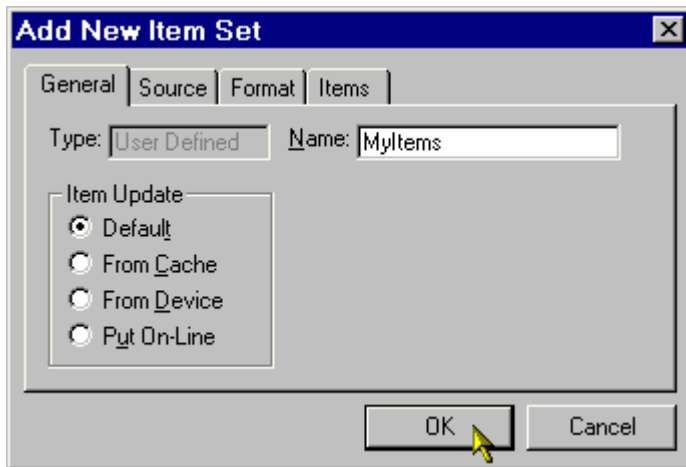 Add New Item Set
General Source Format Items
Type: User Defined Name: MyItems
Item Update
Default
From Cache
From Device
Put On-Line
OK Cancel